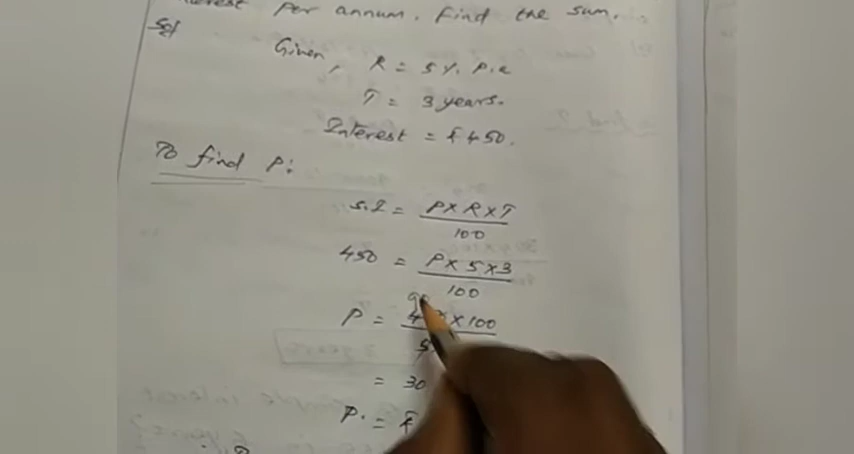 per annum. Find the sum.
Sol
Given, R = 5 %. P.a
T = 3 years.
Interest = ₹ 450.
To find P:
S.I = P X R X T
100
450 = P X 5 X 3
100
P = X 100
= 30
P. = ₹